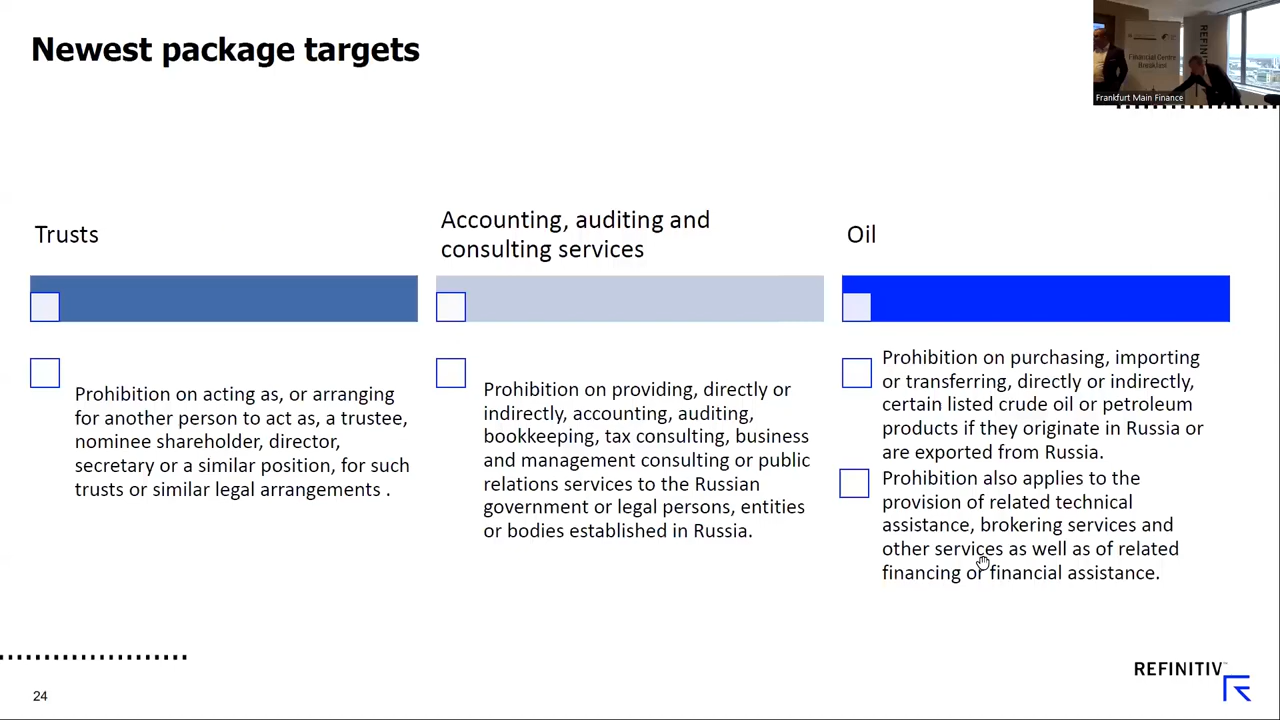 Newest package targets
REFINITIV
Financial Centre
Breakfast
Frankfurt Main Finance
Trusts
Prohibition on acting as, or arranging
for another person to act as, a trustee,
nominee shareholder, director,
secretary or a similar position, for such
trusts or similar legal arrangements .
Accounting, auditing and
consulting services
Prohibition on providing, directly or
indirectly, accounting, auditing,
bookkeeping, tax consulting, business
and management consulting or public
relations services to the Russian
government or legal persons, entities
or bodies established in Russia.
Oil
Prohibition on purchasing, importing
or transferring, directly or indirectly,
certain listed crude oil or petroleum
products if they originate in Russia or
are exported from Russia.
Prohibition also applies to the
provision of related technical
assistance, brokering services and
other services as well as of related
financing or financial assistance.
24
REFINITIV™